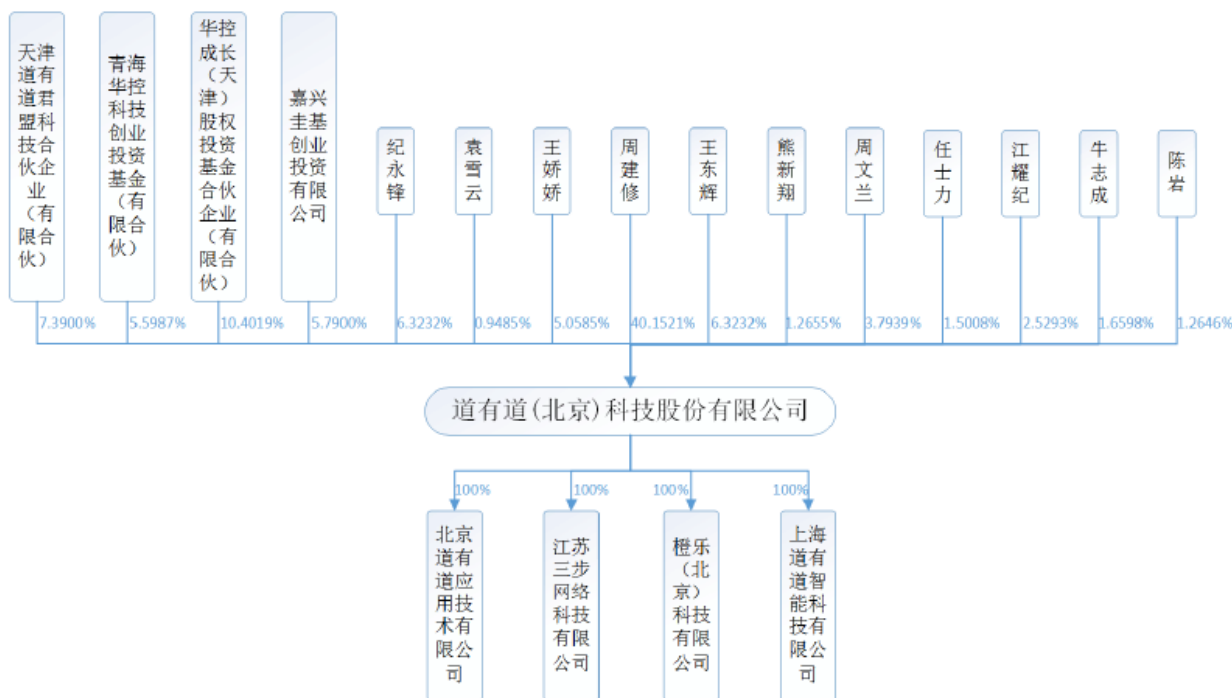 天津
道有
道君
盟科
技合
伙企
业
（有
限合
伙）
青海
华控
科技
创业
投资
基金
（有
限合
伙）
华控
成长
（天
津）
股权
投资
基金
合伙
企业
（有
限合
伙）
嘉兴
圭基
创业
投资
有限
公司
纪
永
锋
袁
雪
云
王
娇
娇
周
建
修
王
东
辉
熊
新
翔
周
文
兰
任
士
力
江
耀
纪
牛
志
成
陈
岩
7.3900%
5.5987%
10.4019%
5.7900%
6.3232%
0.9485%
5.0585%
40.1521%
6.3232%
1.2655%
3.7939%
1.5008%
2.5293%
1.6598%
1.2646%
道有道(北京)科技股份有限公司
100%
100%
100%
100%
北京
道有
道应
用技
术有
限公
司
江苏
三步
网络
科技
有限
公司
橙乐
（北
京）
科技
有限
公司
上海
道有
道智
能科
技有
限公
司